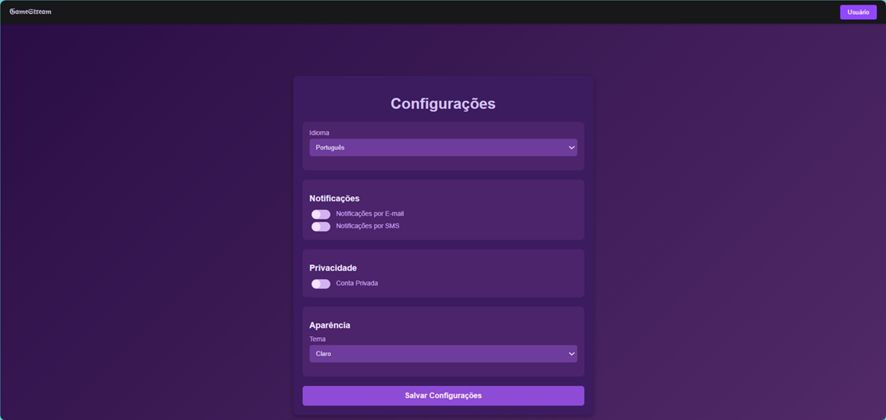 GameStream
Usuário
Configurações
Idioma
Português
Notificações
Notificações por E-mail
Notificações por SMS
Privacidade
Conta Privada
Aparência
Tema
Claro
Salvar Configurações